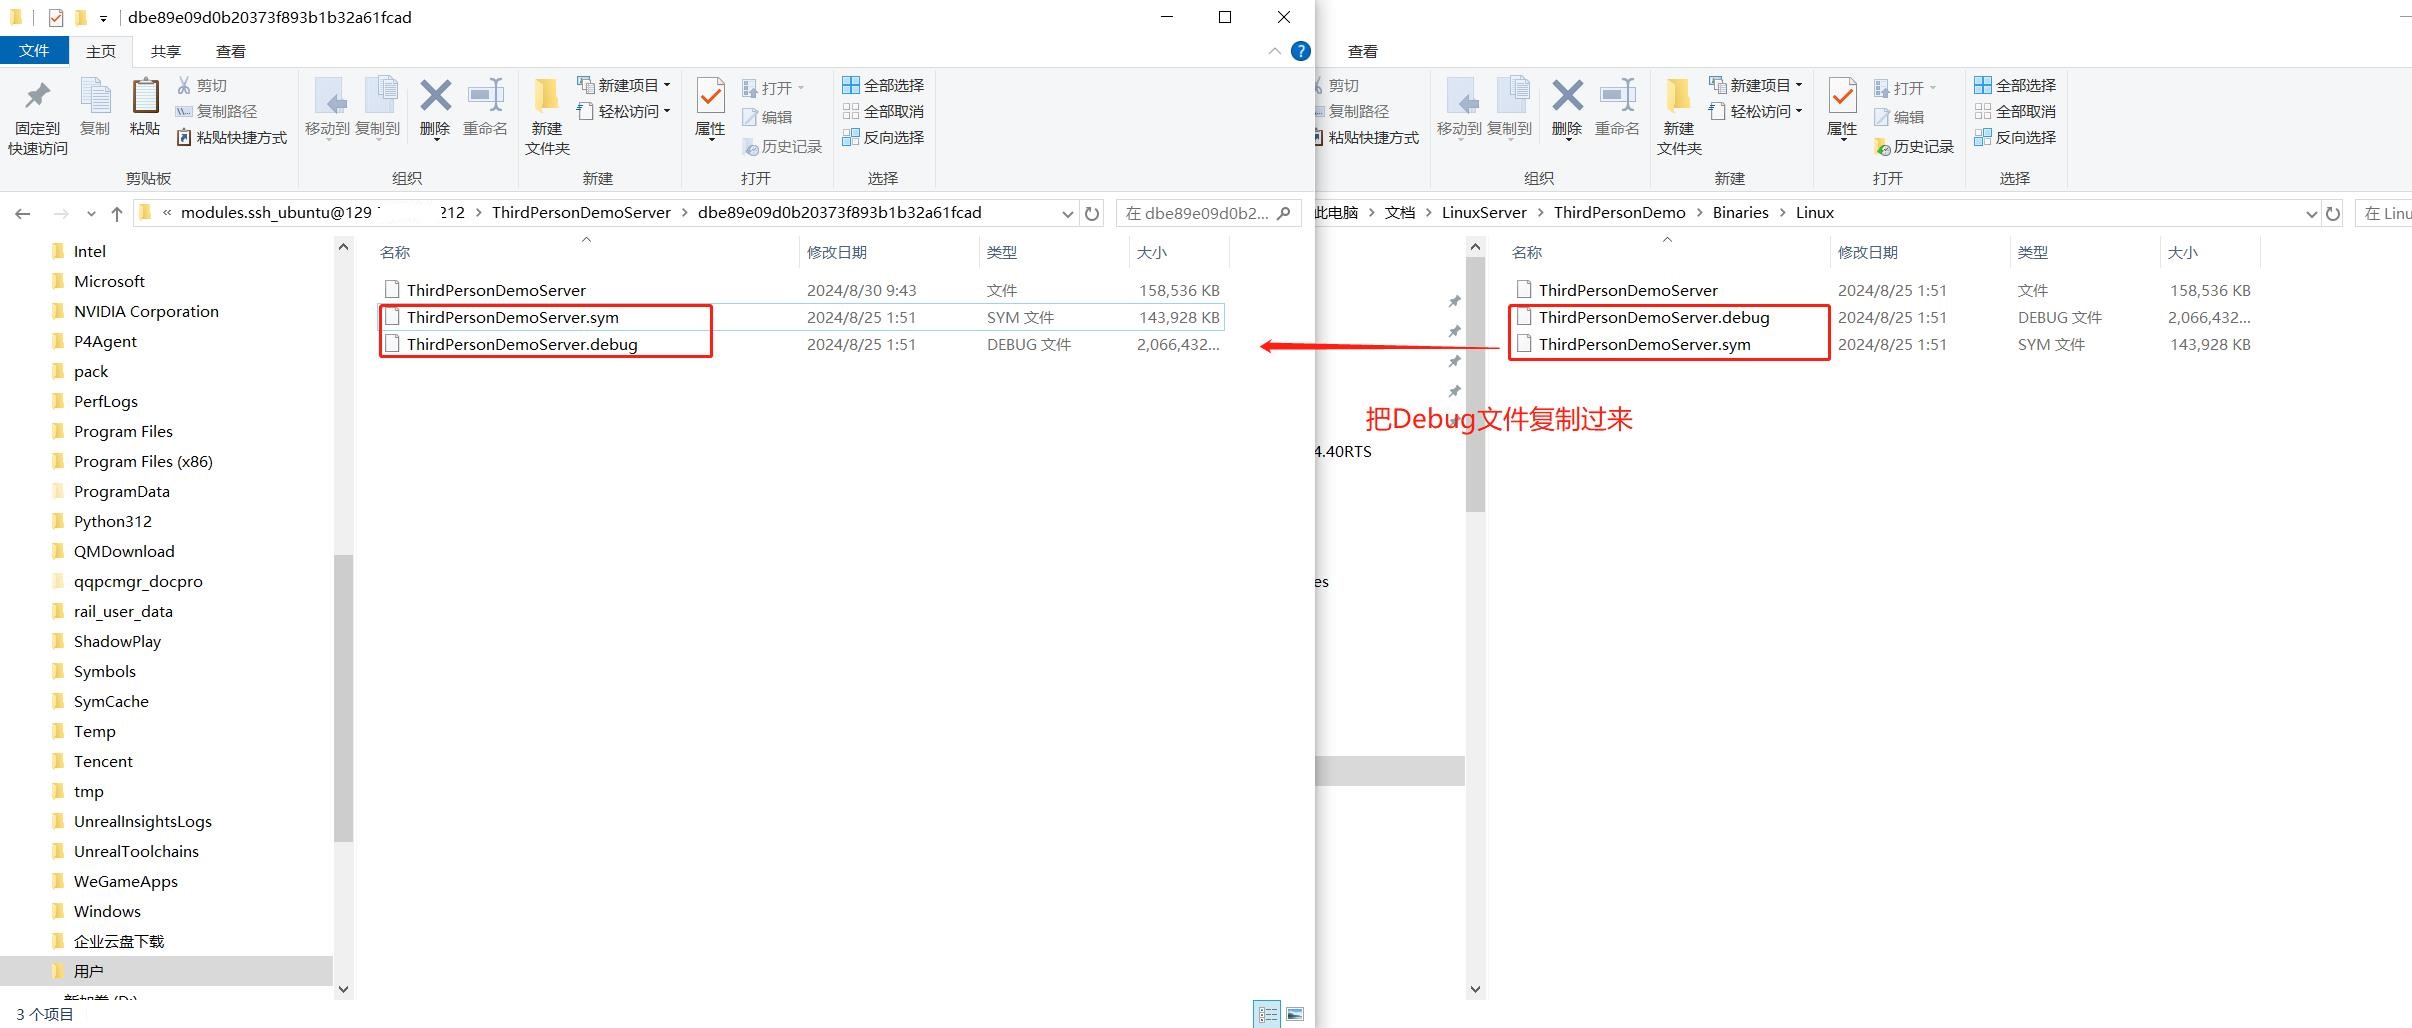 dbe89e09d0b20373f893b1b32a61fcad
文件 主页 共享 查看
固定到
快速访问
复制
粘贴
剪切
复制路径
粘贴快捷方式
剪贴板
移动到
复制到
删除
重命名
组织
新建
文件夹
新建项目
轻松访问
新建
属性
打开
编辑
历史记录
打开
全部选择
全部取消
反向选择
选择
« modules.ssh_ubuntu@129 212 > ThirdPersonDemoServer > dbe89e09d0b20373f893b1b32a61fcad
在 dbe89e09d0b2...
Intel
Microsoft
NVIDIA Corporation
P4Agent
pack
PerfLogs
Program Files
Program Files (x86)
ProgramData
Python312
QMDownload
qqpcmgr_docpro
rail_user_data
ShadowPlay
Symbols
SymCache
Temp
Tencent
tmp
UnrealInsightsLogs
UnrealToolchains
WeGameApps
Windows
企业云盘下载
用户
名称 修改日期 类型 大小
ThirdPersonDemoServer 2024/8/30 9:43 文件 158,536 KB
ThirdPersonDemoServer.sym 2024/8/25 1:51 SYM 文件 143,928 KB
ThirdPersonDemoServer.debug 2024/8/25 1:51 DEBUG 文件 2,066,432...
3 个项目
查看
剪切
复制路径
粘贴快捷方式
移动到
复制到
删除
重命名
组织
新建
文件夹
新建项目
轻松访问
新建
属性
打开
编辑
历史记录
打开
全部选择
全部取消
反向选择
选择
此电脑 > 文档 > LinuxServer > ThirdPersonDemo > Binaries > Linux
在 Linu
名称 修改日期 类型 大小
ThirdPersonDemoServer 2024/8/25 1:51 文件 158,536 KB
ThirdPersonDemoServer.debug 2024/8/25 1:51 DEBUG 文件 2,066,432...
ThirdPersonDemoServer.sym 2024/8/25 1:51 SYM 文件 143,928 KB
把Debug文件复制过来
4.40RTS
es